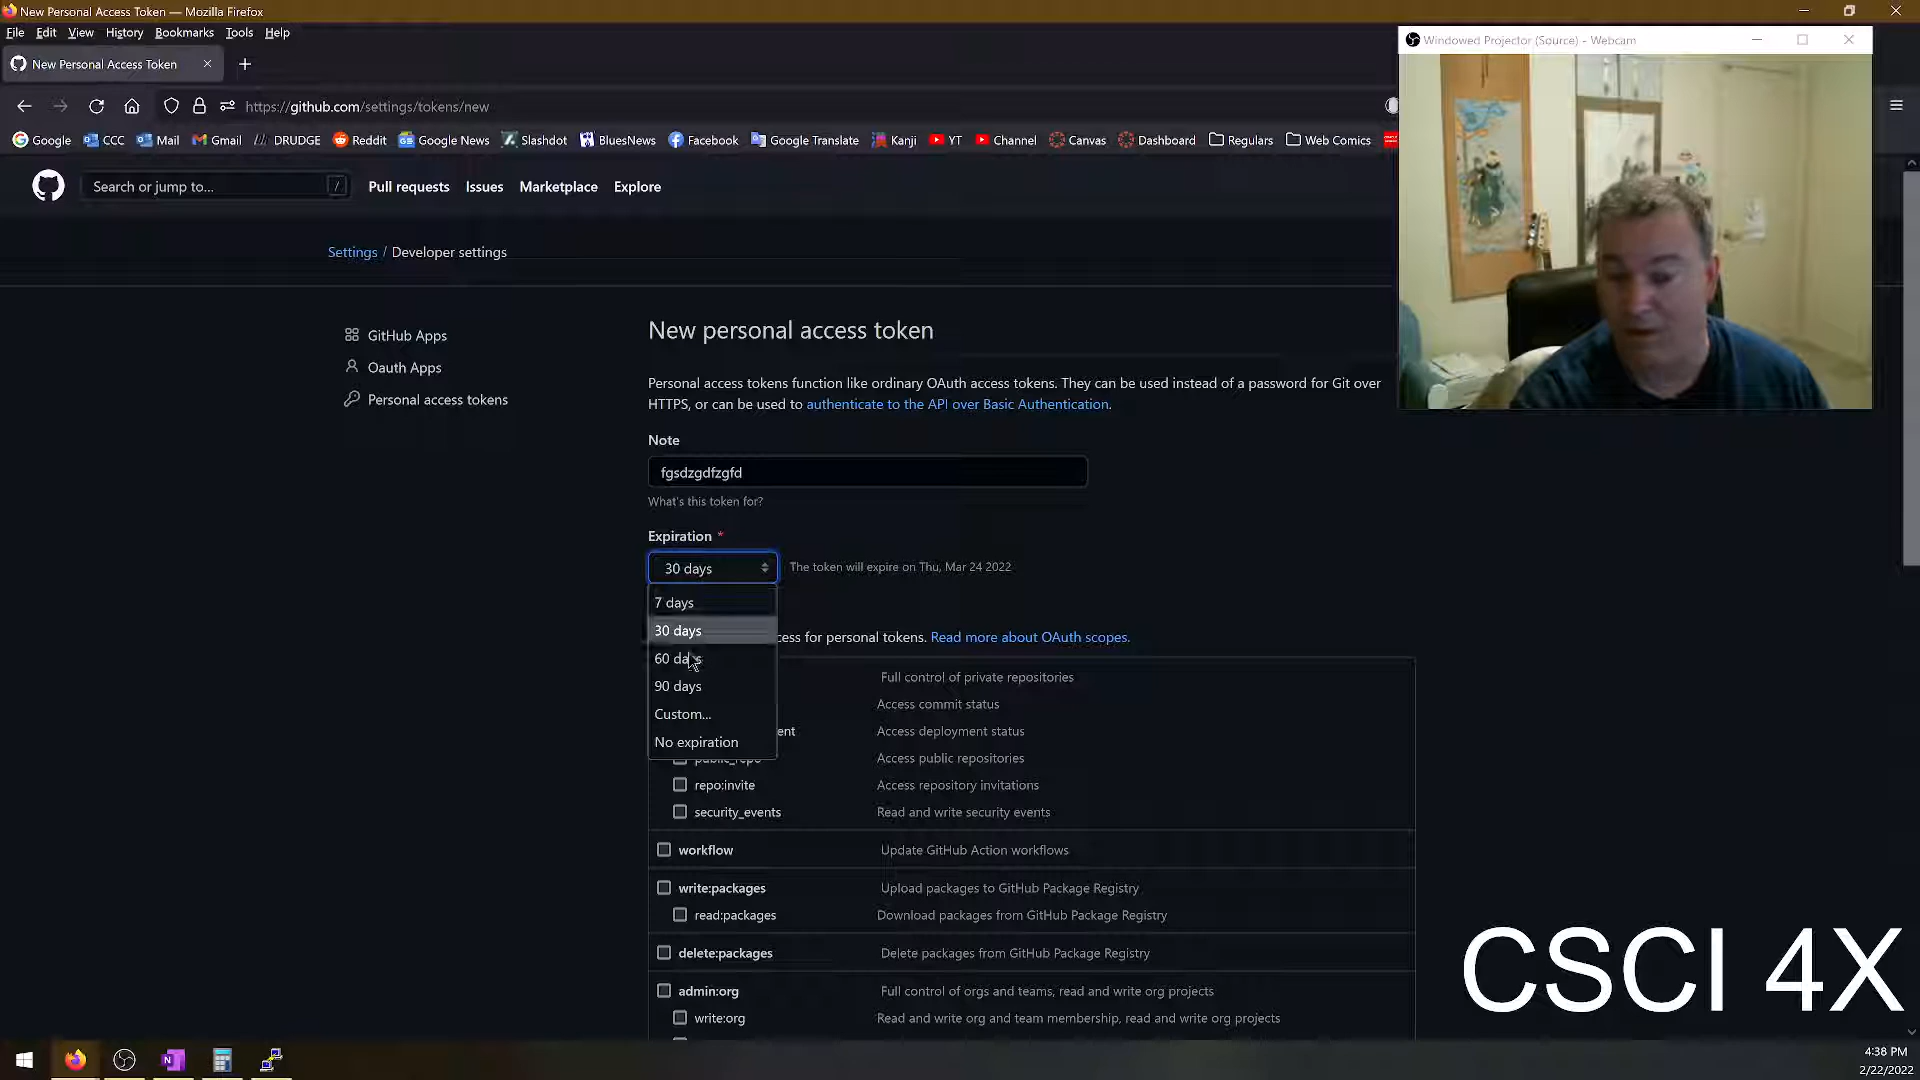 New Personal Access Token — Mozilla Firefox
File Edit View History Bookmarks Tools Help
New Personal Access Token
https://github.com/settings/tokens/new
Google CCC Mail Gmail DRUDGE Reddit Google News Slashdot BluesNews Facebook Google Translate Kanji YT Channel Canvas Dashboard Regulars Web Comics
Windowed Projector (Source) - Webcam
Search or jump to... /
Pull requests Issues Marketplace Explore
Settings / Developer settings
GitHub Apps
Oauth Apps
Personal access tokens
New personal access token
Personal access tokens function like ordinary OAuth access tokens. They can be used instead of a password for Git over
HTTPS, or can be used to authenticate to the API over Basic Authentication.
Note
fgsdzgdfzgfd
What's this token for?
Expiration *
30 days
The token will expire on Thu, Mar 24 2022
7 days
30 days
60 days
90 days
Custom...
No expiration
cess for personal tokens. Read more about OAuth scopes.
Full control of private repositories
Access commit status
ent Access deployment status
public_repo Access public repositories
repo:invite Access repository invitations
security_events Read and write security events
workflow Update GitHub Action workflows
write:packages Upload packages to GitHub Package Registry
read:packages Download packages from GitHub Package Registry
delete:packages Delete packages from GitHub Package Registry
admin:org Full control of orgs and teams, read and write org projects
write:org Read and write org and team membership, read and write org projects
CSCI 4X
4:38 PM
2/22/2022